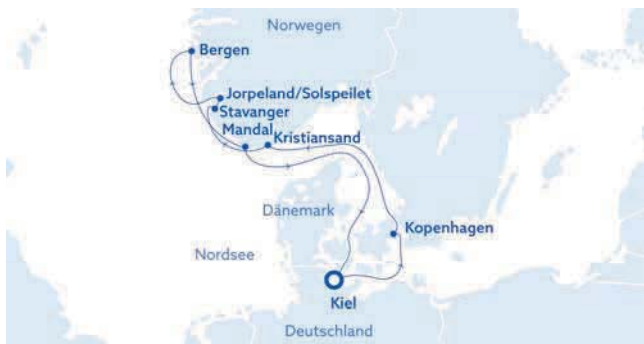 Norwegen
Bergen
Jorpeland/Solspeilet
Stavanger
Mandal
Kristiansand
Dänemark
Kopenhagen
Nordsee
Kiel
Deutschland